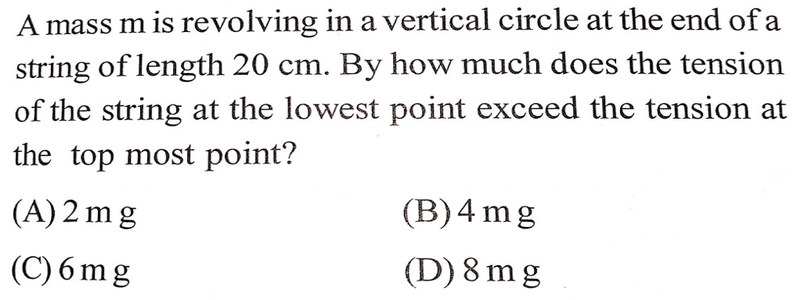 A mass m is revolving in a vertical circle at the end of a
string of length 20 cm. By how much does the tension
of the string at the lowest point exceed the tension at
the top most point?
(A) 2 m g (B) 4 m g
(C) 6 m g (D) 8 m g